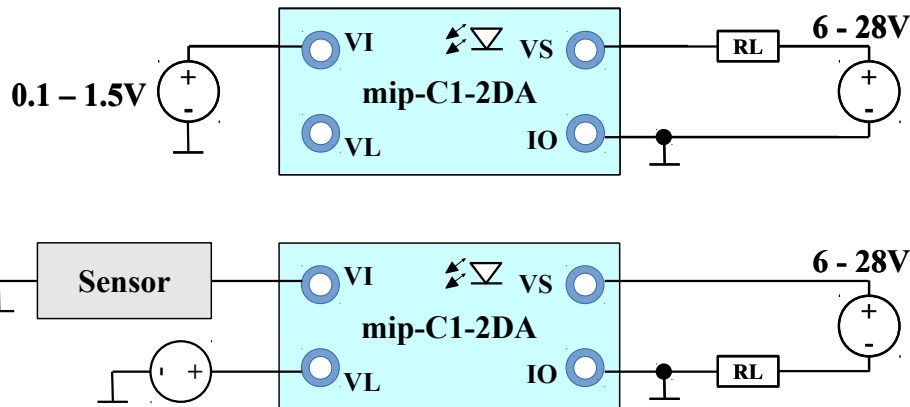 6 - 28V
VI
VS
RL
+
+
0.1 – 1.5V
mip-C1-2DA
-
-
VL
IO
6 - 28V
Sensor
VI
VS
+
mip-C1-2DA
-
- +
VL
IO
RL